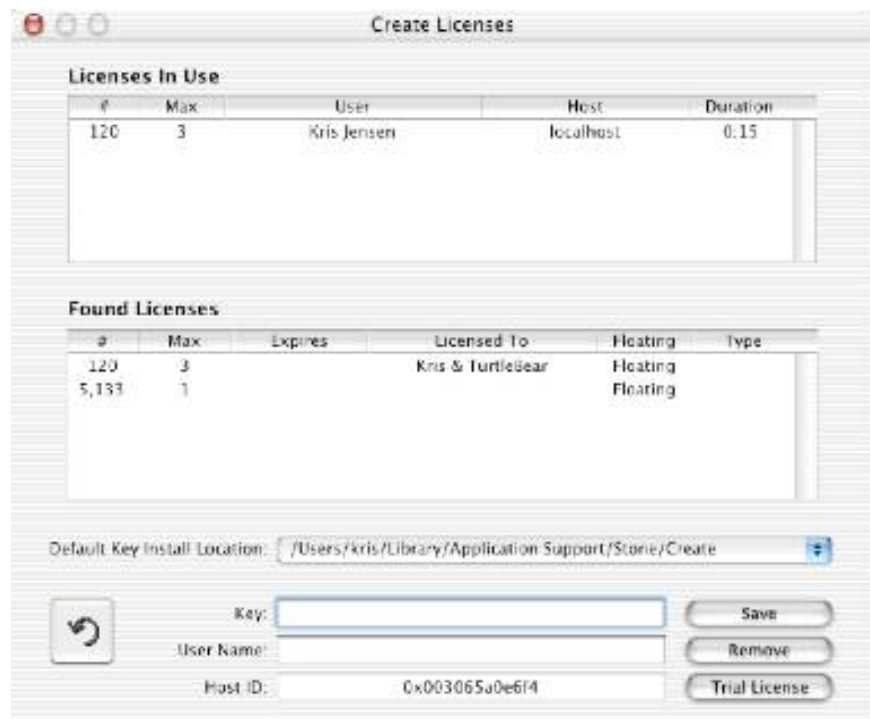 Create Licenses
Licenses In Use
# Max User Host Duration
120 3 Kris Jensen localhost 0:15
Found Licenses
# Max Expires Licensed To Floating Type
120 3 Kris & TurtleBear Floating
5,133 1 Floating
Default Key Install Location: /Users/kris/Library/Application Support/Stone/Create
Key: Save
User Name: Remove
Host ID: 0x003065a0e6f4 Trial License